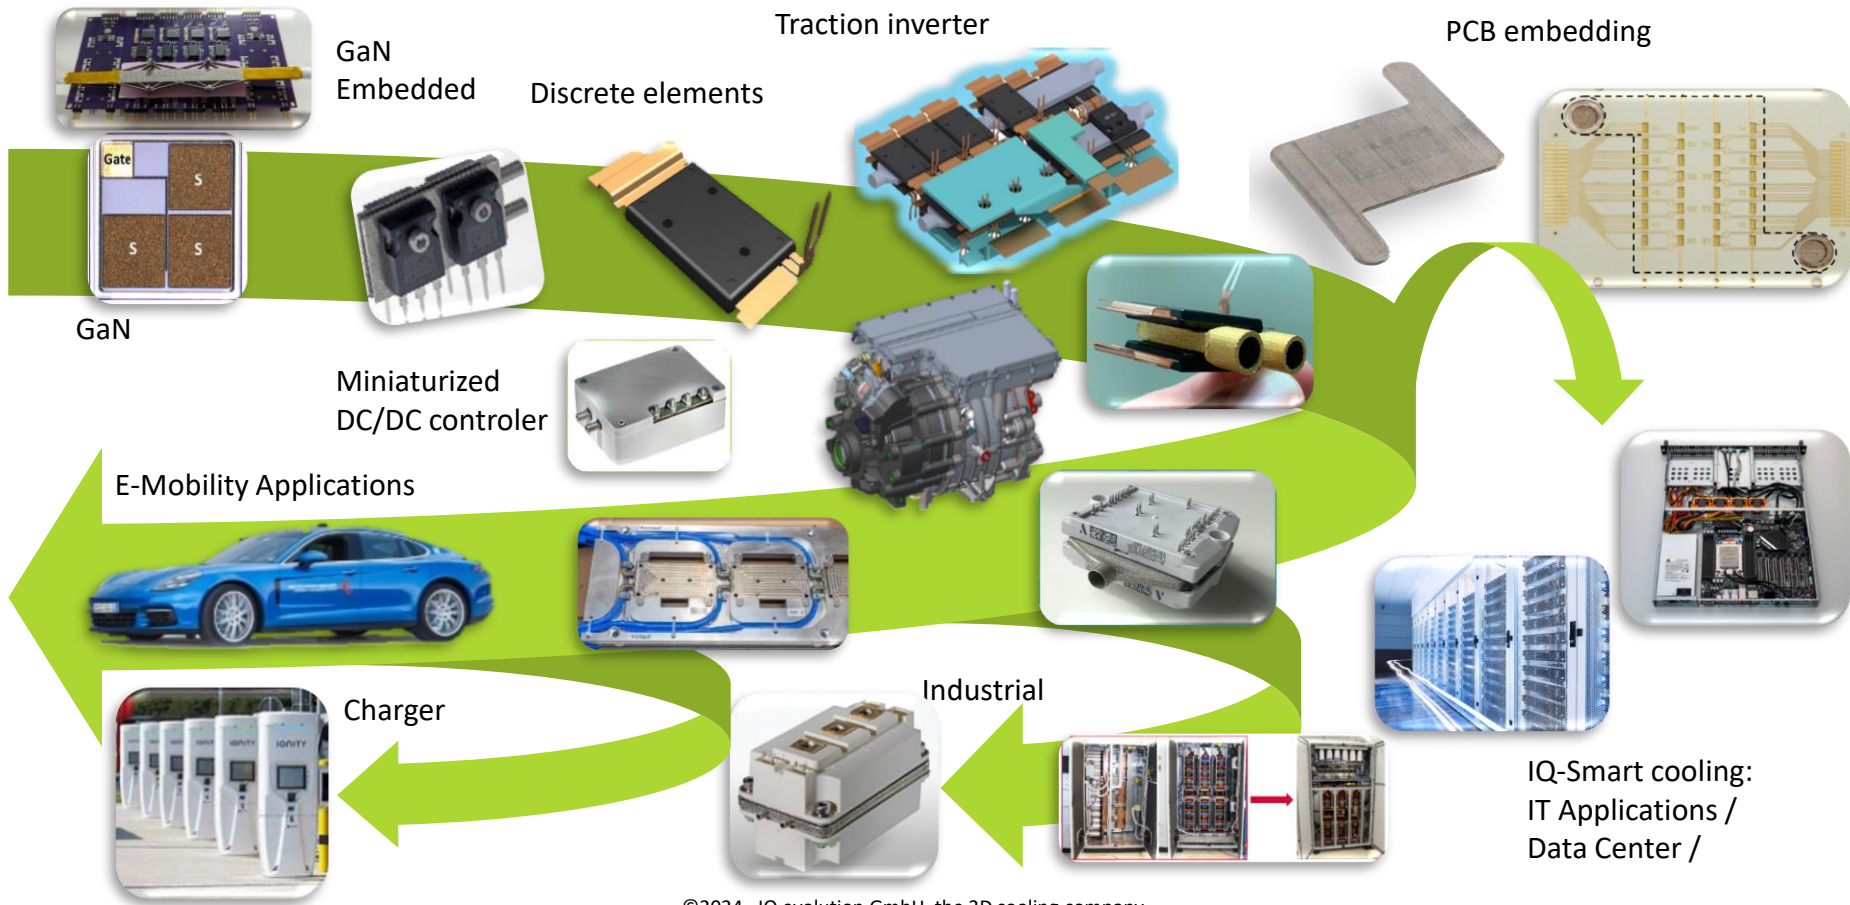 Traction inverter
PCB embedding
GaN
Embedded
Discrete elements
Gate
S
S
S
GaN
Miniaturized
DC/DC controler
E-Mobility Applications
Charger
Industrial
IONITY
IQ-Smart cooling:
IT Applications /
Data Center /